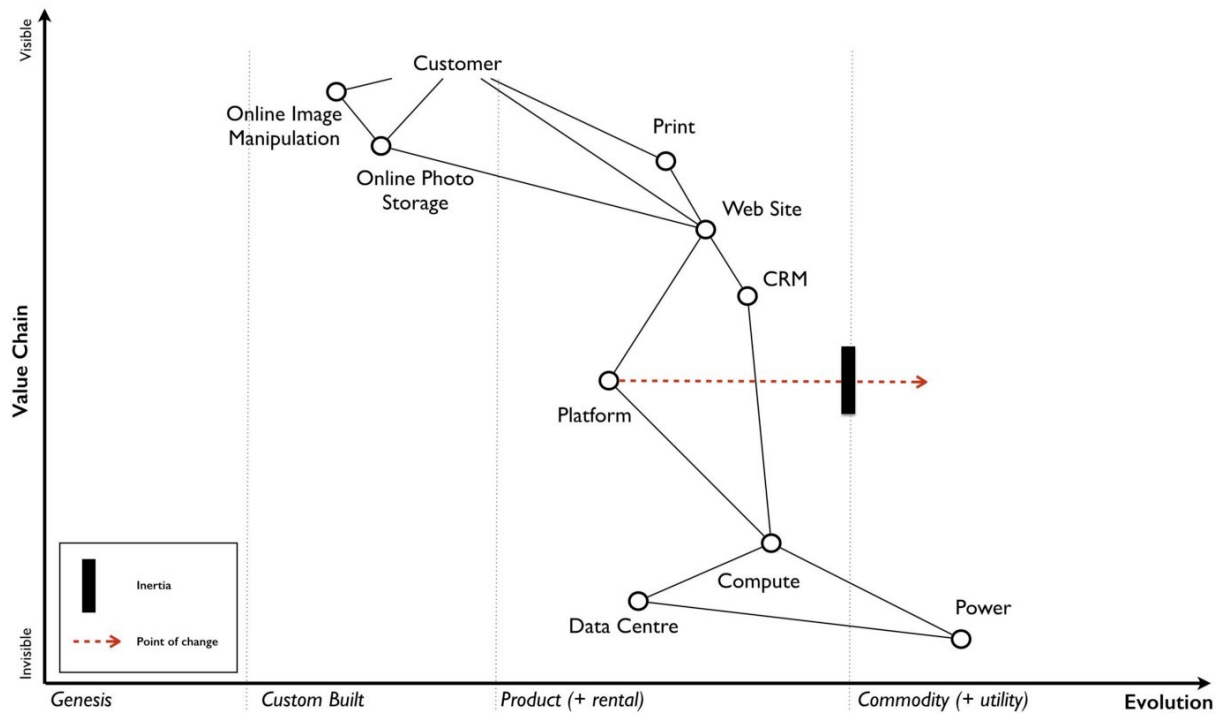 Visible
Customer
Online Image
Manipulation
Print
Online Photo
Storage
Web Site
CRM
Value Chain
Platform
Compute
Inertia
Data Centre
Power
Point of change
Invisible
Genesis
Custom Built
Product (+ rental)
Commodity (+ utility)
Evolution